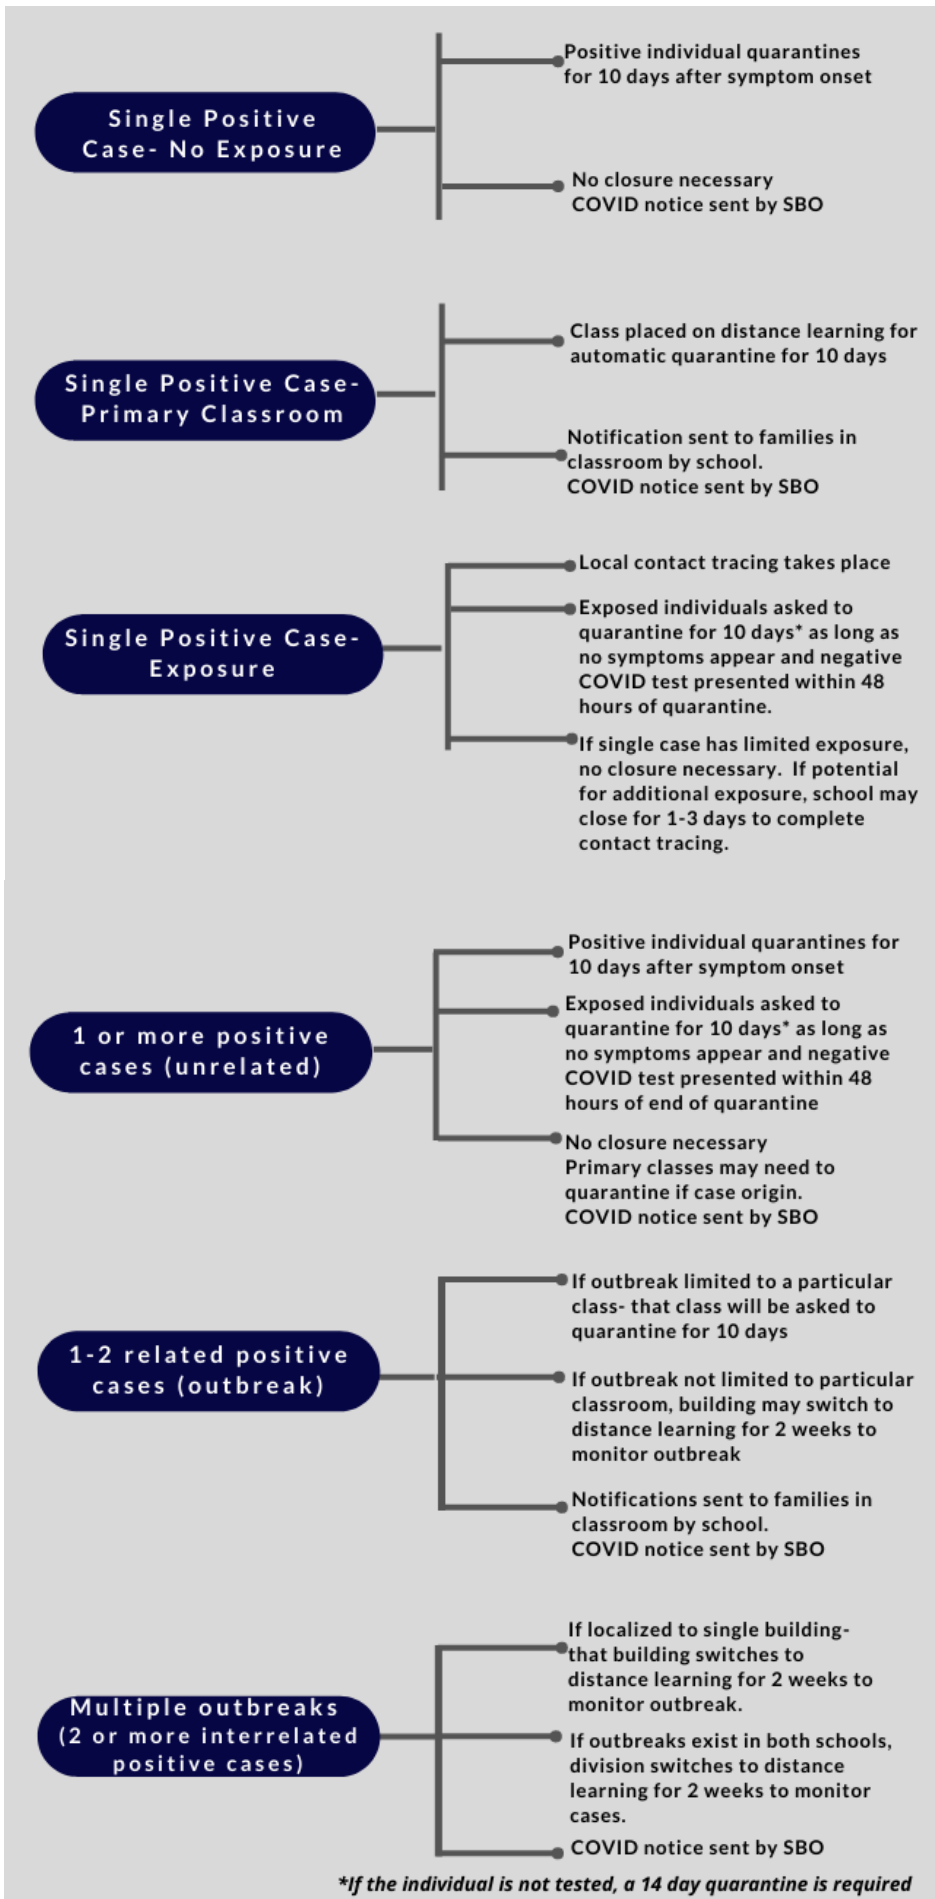 Single Positive
Case- No Exposure
Positive individual quarantines
for 10 days after symptom onset
No closure necessary
COVID notice sent by SBO
Single Positive Case-
Primary Classroom
Class placed on distance learning for
automatic quarantine for 10 days
Notification sent to families in
classroom by school.
COVID notice sent by SBO
Single Positive Case-
Exposure
Local contact tracing takes place
Exposed individuals asked to
quarantine for 10 days* as long as
no symptoms appear and negative
COVID test presented within 48
hours of quarantine.
If single case has limited exposure,
no closure necessary.  If potential
for additional exposure, school may
close for 1-3 days to complete
contact tracing.
1 or more positive
cases (unrelated)
Positive individual quarantines for
10 days after symptom onset
Exposed individuals asked to
quarantine for 10 days* as long as
no symptoms appear and negative
COVID test presented within 48
hours of end of quarantine
No closure necessary
Primary classes may need to
quarantine if case origin.
COVID notice sent by SBO
1-2 related positive
cases (outbreak)
If outbreak limited to a particular
class- that class will be asked to
quarantine for 10 days
If outbreak not limited to particular
classroom, building may switch to
distance learning for 2 weeks to
monitor outbreak
Notifications sent to families in
classroom by school.
COVID notice sent by SBO
Multiple outbreaks
(2 or more interrelated
positive cases)
If localized to single building-
that building switches to
distance learning for 2 weeks to
monitor outbreak.
If outbreaks exist in both schools,
division switches to distance
learning for 2 weeks to monitor
cases.
COVID notice sent by SBO
*If the individual is not tested, a 14 day quarantine is required